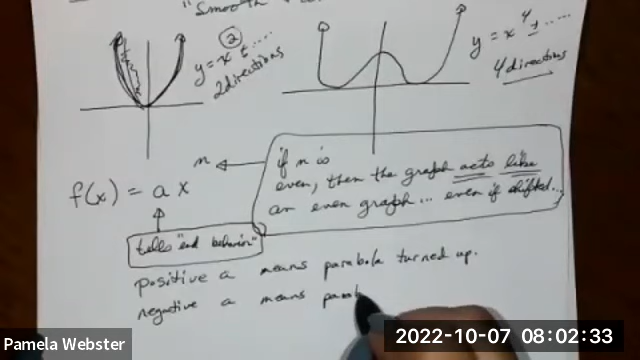 "Smooth
y = x² ± ....
2 directions
y = x⁴ ± .....
4 directions
f(x) = a xⁿ
if n is
even, then the graph acts like
an even graph... even if shifted...
tells "end behavior"
positive a means parabola turned up.
negative a means parab
Pamela Webster
2022-10-07 08:02:33